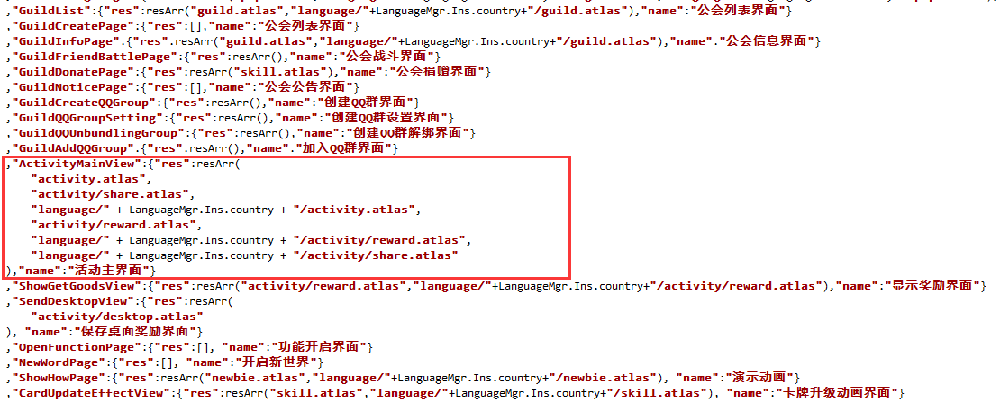 ,"GuildList":{"res":resArr("guild.atlas","language/"+LanguageMgr.Ins.country+"/guild.atlas"),"name":"公会列表界面"}
,"GuildCreatePage":{"res":[],"name":"公会列表界面"}
,"GuildInfoPage":{"res":resArr("guild.atlas","language/"+LanguageMgr.Ins.country+"/guild.atlas"),"name":"公会信息界面"}
,"GuildFriendBattlePage":{"res":resArr(),"name":"公会战斗界面"}
,"GuildDonatePage":{"res":resArr("skill.atlas"),"name":"公会捐赠界面"}
,"GuildNoticePage":{"res":[],"name":"公会公告界面"}
,"GuildCreateQQGroup":{"res":resArr(),"name":"创建QQ群界面"}
,"GuildQQGroupSetting":{"res":resArr(),"name":"创建QQ群设置界面"}
,"GuildQQUnbundlingGroup":{"res":resArr(),"name":"创建QQ群解绑界面"}
,"GuildAddQQGroup":{"res":resArr(),"name":"加入QQ群界面"}
,"ActivityMainView":{"res":resArr(
"activity.atlas",
"activity/share.atlas",
"language/" + LanguageMgr.Ins.country + "/activity.atlas",
"activity/reward.atlas",
"language/" + LanguageMgr.Ins.country + "/activity/reward.atlas",
"language/" + LanguageMgr.Ins.country + "/activity/share.atlas"
),"name":"活动主界面"}
,"ShowGetGoodsView":{"res":resArr("activity/reward.atlas","language/"+LanguageMgr.Ins.country+"/activity/reward.atlas"),"name":"显示奖励界面"}
,"SendDesktopView":{"res":resArr(
"activity/desktop.atlas"
), "name":"保存桌面奖励界面"}
,"OpenFunctionPage":{"res":[], "name":"功能开启界面"}
,"NewWordPage":{"res":[], "name":"开启新世界"}
,"ShowHowPage":{"res":resArr("newbie.atlas","language/"+LanguageMgr.Ins.country+"/newbie.atlas"), "name":"演示动画"}
,"CardUpdateEffectView":{"res":resArr("skill.atlas","language/"+LanguageMgr.Ins.country+"/skill.atlas"), "name":"卡牌升级动画界面"}